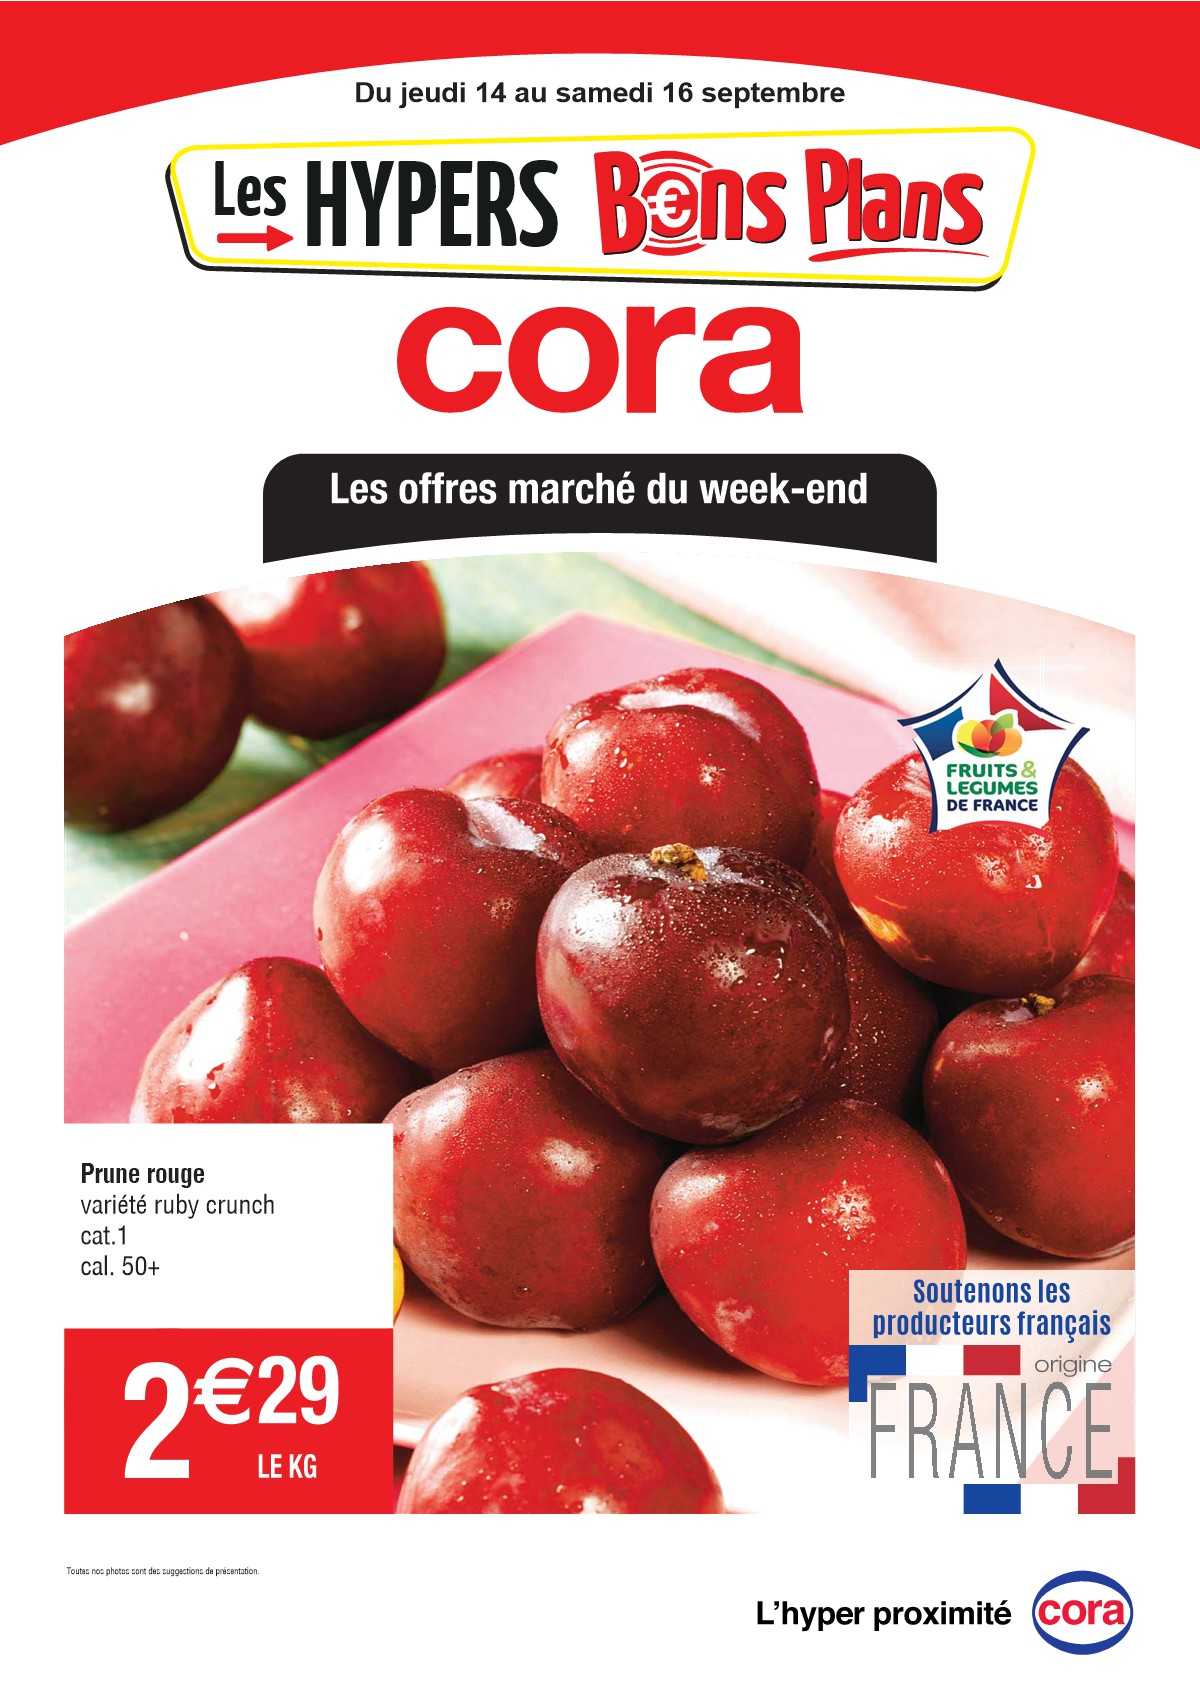 Du jeudi 14 au samedi 16 septembre
Les HYPERS Bons Plans
cora
Les offres marché du week-end
FRUITS &
LEGUMES
DE FRANCE
Prune rouge
variété ruby crunch
cat.1
cal. 50+
2€29
LE KG
Soutenons les
producteurs français
origine
FRANCE
Toutes nos photos sont des suggestions de présentation.
L'hyper proximité cora